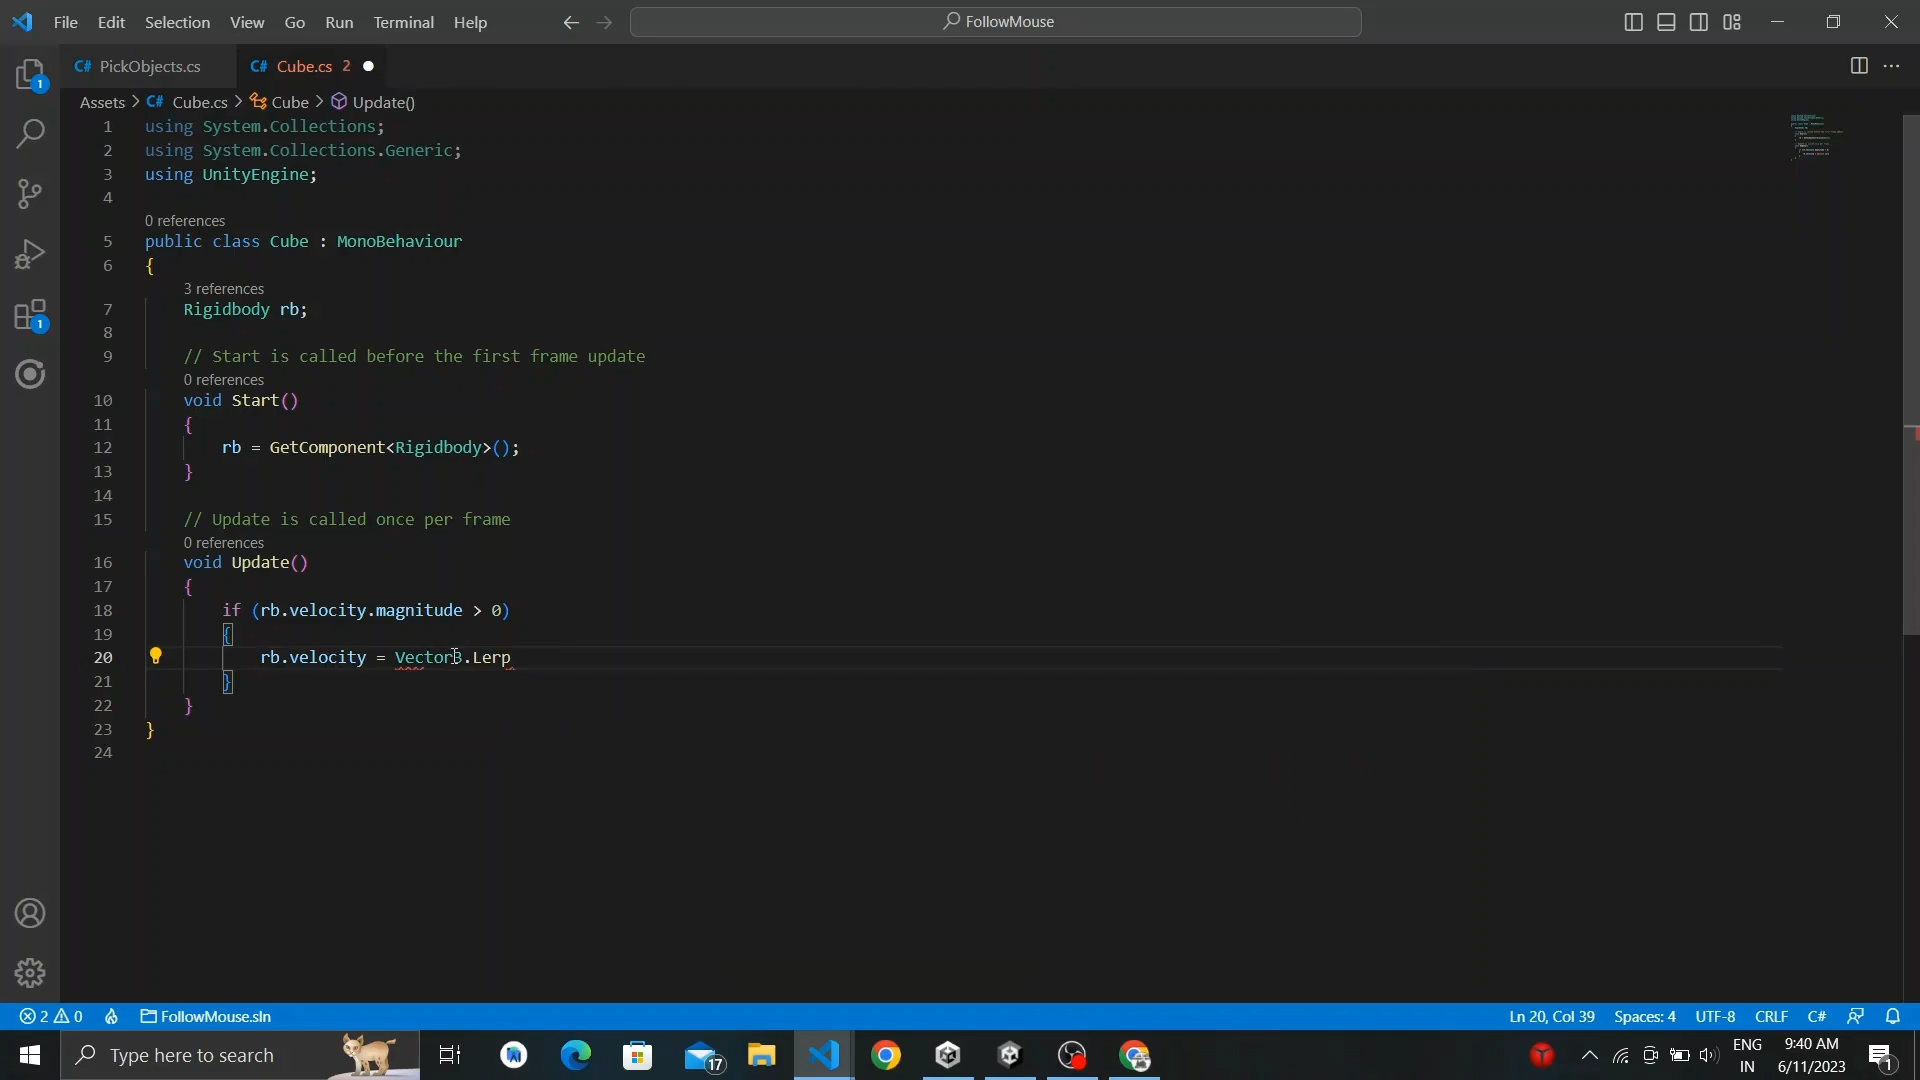 File Edit Selection View Go Run Terminal Help
FollowMouse
C# PickObjects.cs
C# Cube.cs 2
Assets > C# Cube.cs > Cube > Update()
1 using System.Collections;
2 using System.Collections.Generic;
3 using UnityEngine;
4
0 references
5 public class Cube : MonoBehaviour
6 {
3 references
7 Rigidbody rb;
8
9 // Start is called before the first frame update
0 references
10 void Start()
11 {
12 rb = GetComponent<Rigidbody>();
13 }
14
15 // Update is called once per frame
0 references
16 void Update()
17 {
18 if (rb.velocity.magnitude > 0)
19 {
20 rb.velocity = Vector3.Lerp
21 }
22 }
23 }
24
1
1
2 0 FollowMouse.sln
Ln 20, Col 39 Spaces: 4 UTF-8 CRLF C#
Type here to search
17
ENG
IN
9:40 AM
6/11/2023
1